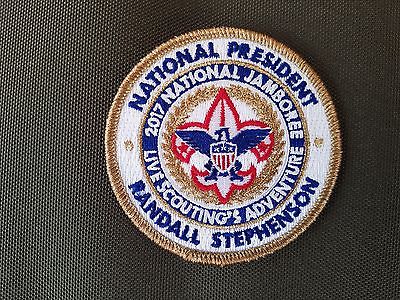 NATIONAL PRESIDENT
2017 NATIONAL JAMBOREE
LIVE SCOUTING'S ADVENTURE
RANDALL STEPHENSON